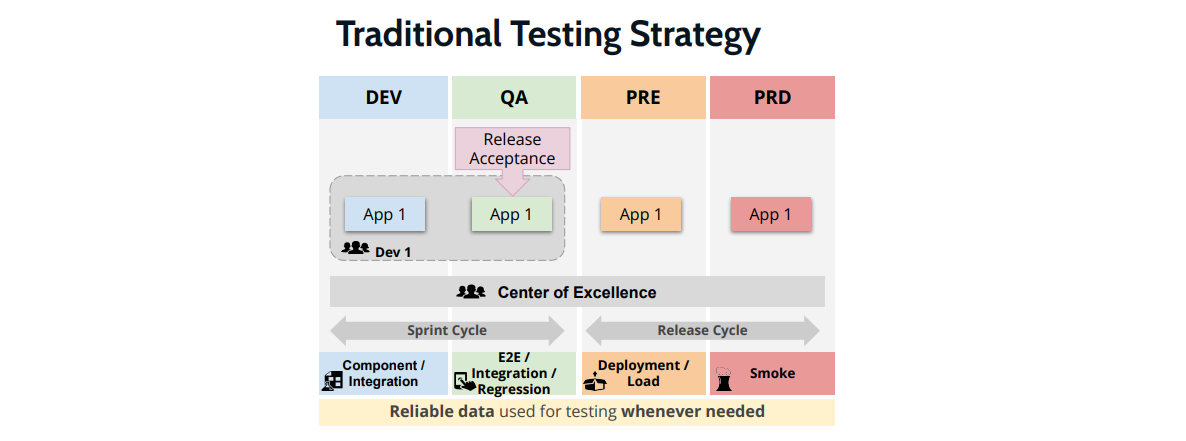 Traditional Testing Strategy
DEV
QA
PRE
PRD
Release
Acceptance
App 1
App 1
App 1
App 1
Dev 1
Center of Excellence
Sprint Cycle
Release Cycle
Component /
Integration
E2E /
Integration /
Regression
Deployment /
Load
Smoke
Reliable data used for testing whenever needed